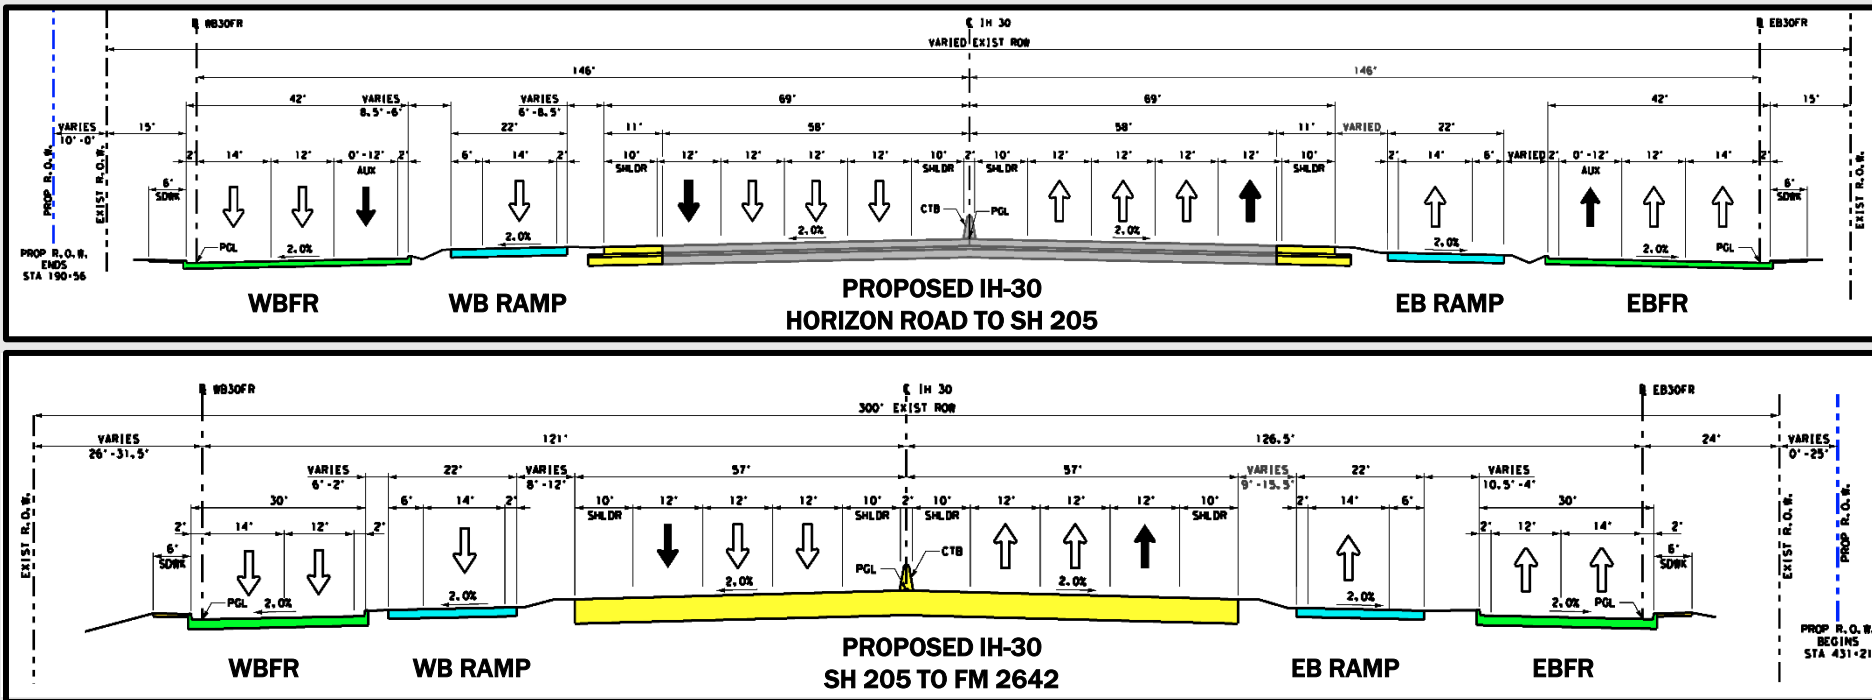 WB30FR
IH 30
EB30FR
VARIED EXIST ROW
146' 146'
42' VARIES VARIES 69' 69' 42' 15'
8.5'-6' 6'-8.5'
VARIES 15' 22' 11' 58' 58' 11' VARIED 22'
10'-0'
2' 14' 12' 0'-12' 2' 6' 14' 2' 10' 12' 12' 12' 12' 10' 2' 10' 12' 12' 12' 12' 10' 2' 14' 6' VARIED 2' 0'-12' 12' 14' 2'
AUX SHLDR SHLDR SHLDR SHLDR AUX
6' 6'
SDWK SDWK
PROP R.O.W.
EXIST R.O.W.
EXIST R.O.W.
CTB PGL
PGL 2.0% 2.0% 2.0% 2.0% 2.0% 2.0% PGL
PROP R.O.W.
ENDS
STA 190+56
WBFR WB RAMP PROPOSED IH-30 EB RAMP EBFR
HORIZON ROAD TO SH 205
WB30FR
IH 30
EB30FR
300' EXIST ROW
VARIES 121' 126.5' 24' VARIES
26'-31.5' 0'-25'
VARIES 22' VARIES 57' 57' VARIES 22' VARIES
6'-2' 8'-12' 9'-15.5' 10.5'-4'
30' 6' 14' 2' 10' 12' 12' 12' 10' 2' 10' 12' 12' 12' 10' 2' 14' 6' 30'
SHLDR SHLDR SHLDR SHLDR
2' 14' 12' 2' 2' 12' 14' 2'
6' 6'
SDWK SDWK
EXIST R.O.W.
EXIST R.O.W.
PROP R.O.W.
PGL CTB
PGL 2.0% 2.0% 2.0% 2.0% 2.0% 2.0% PGL
PROP R.O.W.
BEGINS
STA 431+21
WBFR WB RAMP PROPOSED IH-30 EB RAMP EBFR
SH 205 TO FM 2642